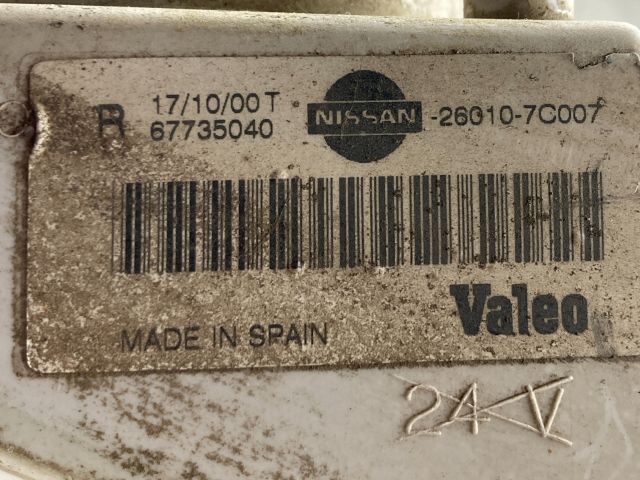 R 17/10/00 T
67735040
NISSAN
-26010-7C007
Valeo
MADE IN SPAIN
24V